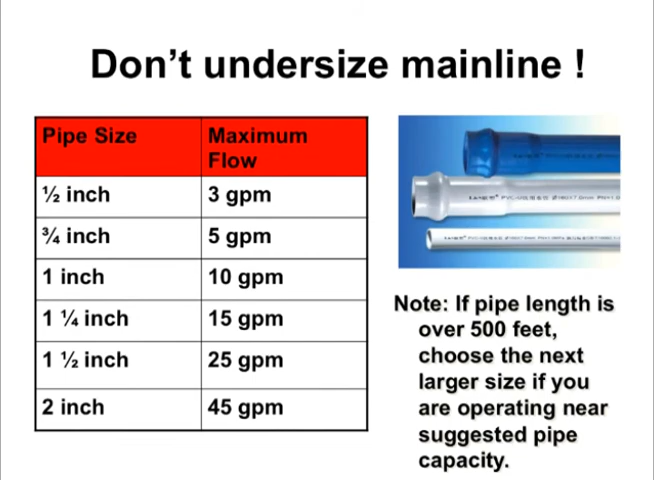 Don’t undersize mainline !
Pipe Size
Maximum
Flow
½ inch
3 gpm
¾ inch
5 gpm
1 inch
10 gpm
1 ¼ inch
15 gpm
1 ½ inch
25 gpm
2 inch
45 gpm
Note: If pipe length is
over 500 feet,
choose the next
larger size if you
are operating near
suggested pipe
capacity.